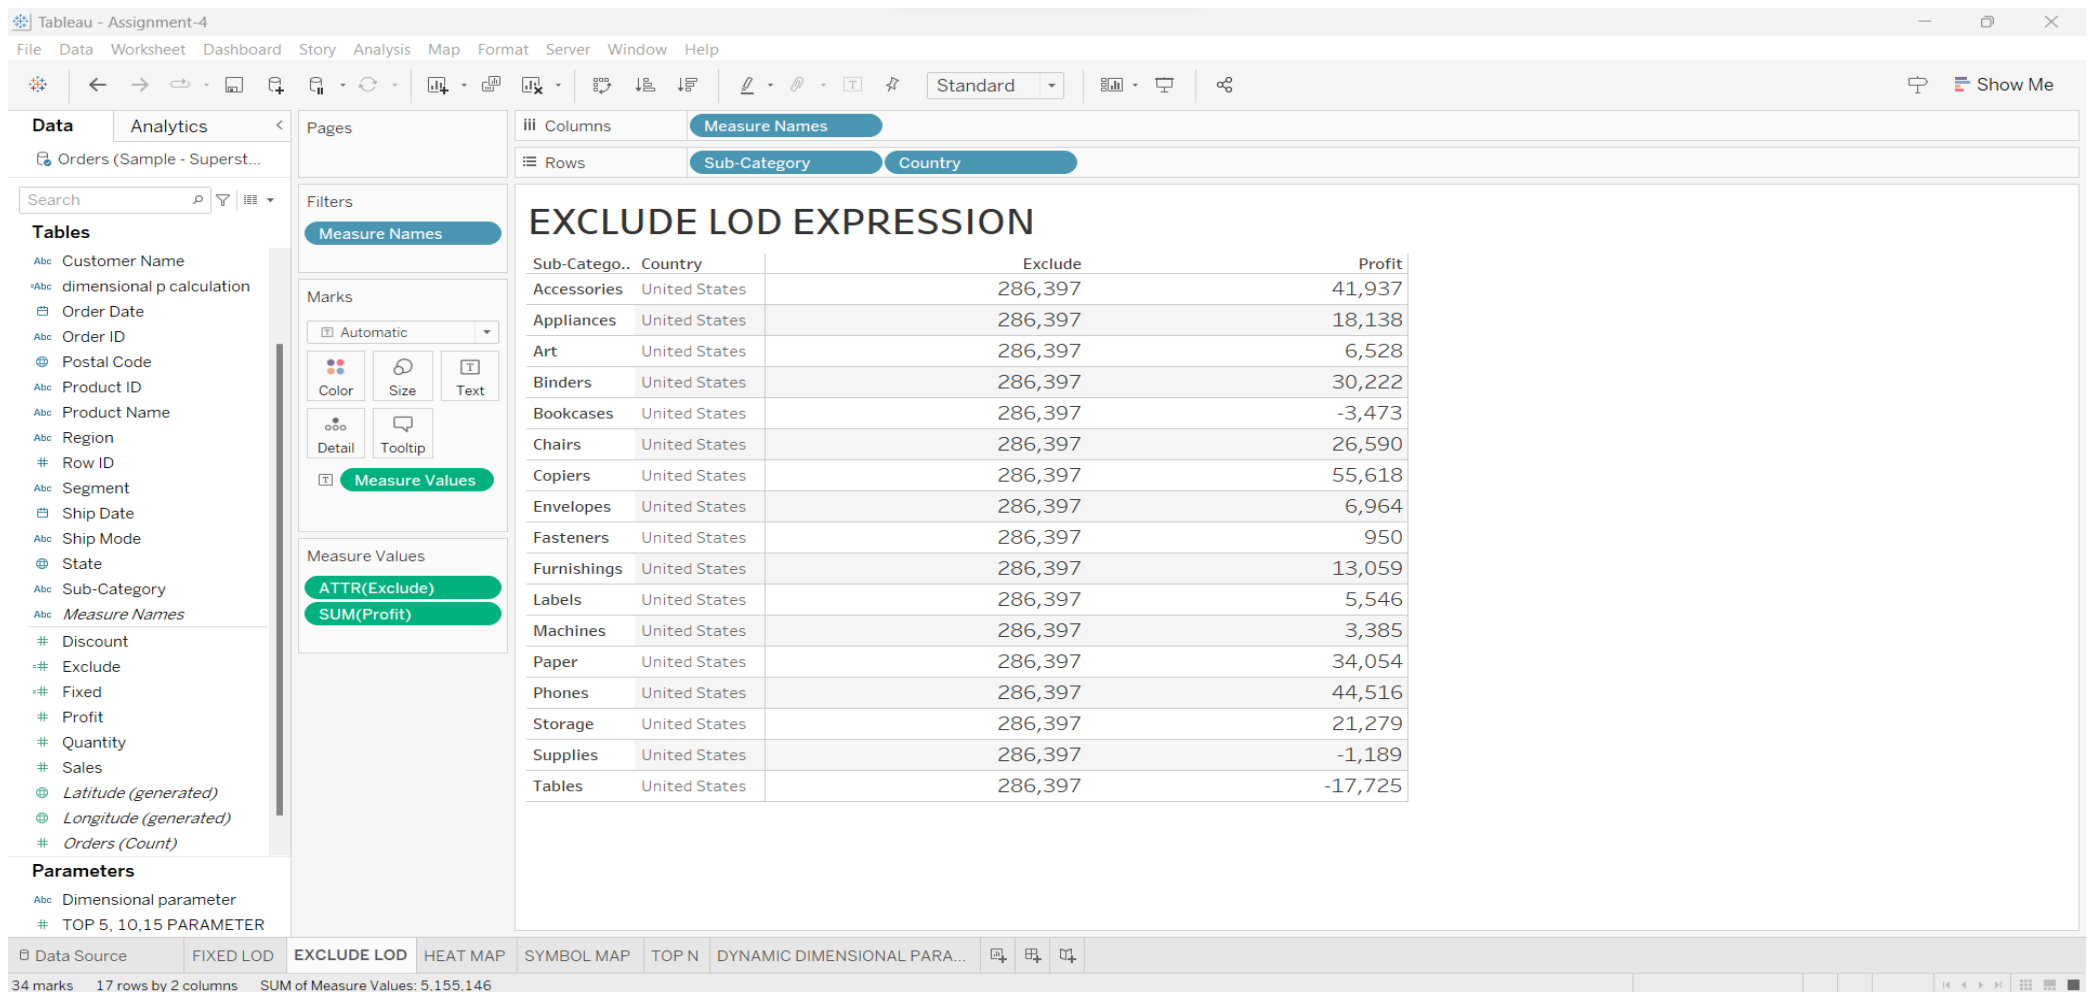 Tableau - Assignment-4
File Data Worksheet Dashboard Story Analysis Map Format Server Window Help
Standard
Show Me
Data Analytics
Orders (Sample - Superst...
Search
Tables
Abc Customer Name
=Abc dimensional p calculation
Order Date
Abc Order ID
Postal Code
Abc Product ID
Abc Product Name
Abc Region
# Row ID
Abc Segment
Ship Date
Abc Ship Mode
State
Abc Sub-Category
Abc Measure Names
# Discount
=# Exclude
=# Fixed
# Profit
# Quantity
# Sales
Latitude (generated)
Longitude (generated)
# Orders (Count)
Parameters
Abc Dimensional parameter
# TOP 5, 10,15 PARAMETER
Pages
Filters
Measure Names
Marks
Automatic
Color Size Text
Detail Tooltip
Measure Values
Measure Values
ATTR(Exclude)
SUM(Profit)
Columns Measure Names
Rows Sub-Category Country
EXCLUDE LOD EXPRESSION
Sub-Catego.. Country Exclude Profit
Accessories United States 286,397 41,937
Appliances United States 286,397 18,138
Art United States 286,397 6,528
Binders United States 286,397 30,222
Bookcases United States 286,397 -3,473
Chairs United States 286,397 26,590
Copiers United States 286,397 55,618
Envelopes United States 286,397 6,964
Fasteners United States 286,397 950
Furnishings United States 286,397 13,059
Labels United States 286,397 5,546
Machines United States 286,397 3,385
Paper United States 286,397 34,054
Phones United States 286,397 44,516
Storage United States 286,397 21,279
Supplies United States 286,397 -1,189
Tables United States 286,397 -17,725
Data Source FIXED LOD EXCLUDE LOD HEAT MAP SYMBOL MAP TOP N DYNAMIC DIMENSIONAL PARA...
34 marks 17 rows by 2 columns SUM of Measure Values: 5,155,146